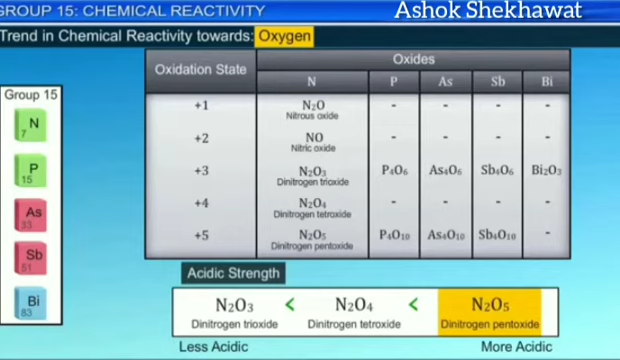 GROUP 15: CHEMICAL REACTIVITY
Ashok Shekhawat
Trend in Chemical Reactivity towards: Oxygen
Oxidation State
Oxides
N P As Sb Bi
+1 N₂O - - - -
Nitrous oxide
+2 NO - - - -
Nitric oxide
+3 N₂O₃ P₄O₆ As₄O₆ Sb₄O₆ Bi₂O₃
Dinitrogen trioxide
+4 N₂O₄ - - - -
Dinitrogen tetroxide
+5 N₂O₅ P₄O₁₀ As₄O₁₀ Sb₄O₁₀ -
Dinitrogen pentoxide
Group 15
N
7
P
15
As
33
Sb
51
Bi
83
Acidic Strength
N₂O₃ < N₂O₄ < N₂O₅
Dinitrogen trioxide Dinitrogen tetroxide Dinitrogen pentoxide
Less Acidic More Acidic